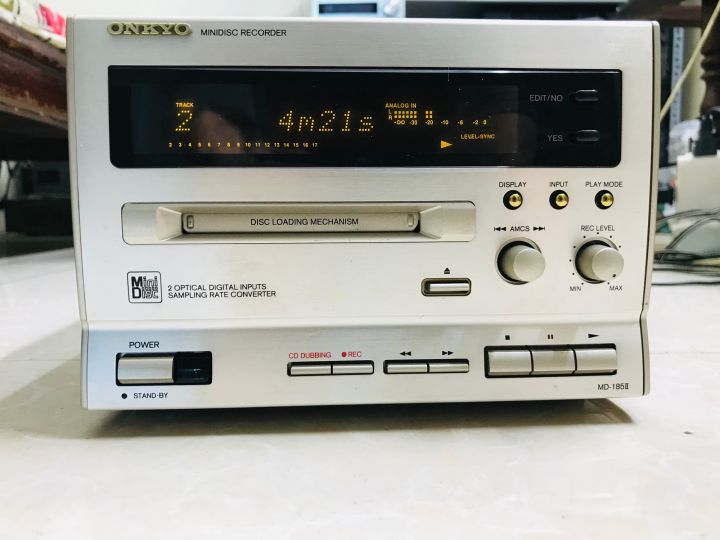 ONKYO MINIDISC RECORDER
TRACK
2 4m21s
ANALOG IN
L
R
-∞ -30 -20 -10 -6 -2 0
LEVEL-SYNC
2 3 4 5 6 7 8 9 10 11 12 13 14 15 16 17
EDIT/NO
YES
DISPLAY INPUT PLAY MODE
DISC LOADING MECHANISM
AMCS
REC LEVEL
MIN MAX
Mini
Disc
2 OPTICAL DIGITAL INPUTS
SAMPLING RATE CONVERTER
POWER
STAND-BY
CD DUBBING REC
MD-185II